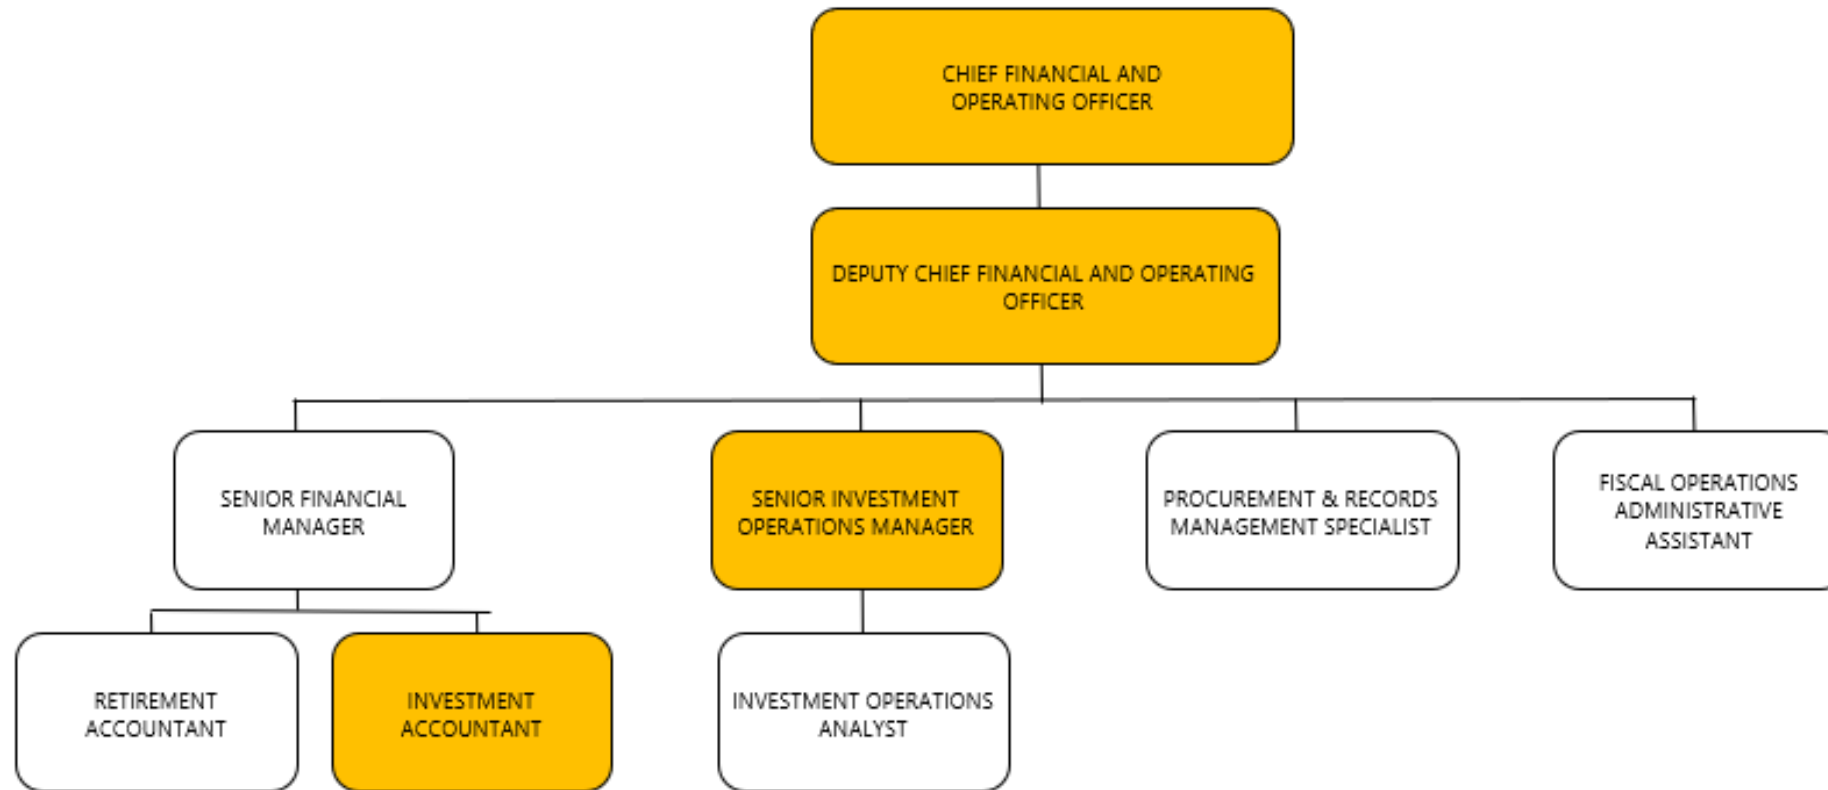 CHIEF FINANCIAL AND
OPERATING OFFICER
DEPUTY CHIEF FINANCIAL AND OPERATING
OFFICER
SENIOR FINANCIAL
MANAGER
SENIOR INVESTMENT
OPERATIONS MANAGER
PROCUREMENT & RECORDS
MANAGEMENT SPECIALIST
FISCAL OPERATIONS
ADMINISTRATIVE
ASSISTANT
RETIREMENT
ACCOUNTANT
INVESTMENT
ACCOUNTANT
INVESTMENT OPERATIONS
ANALYST